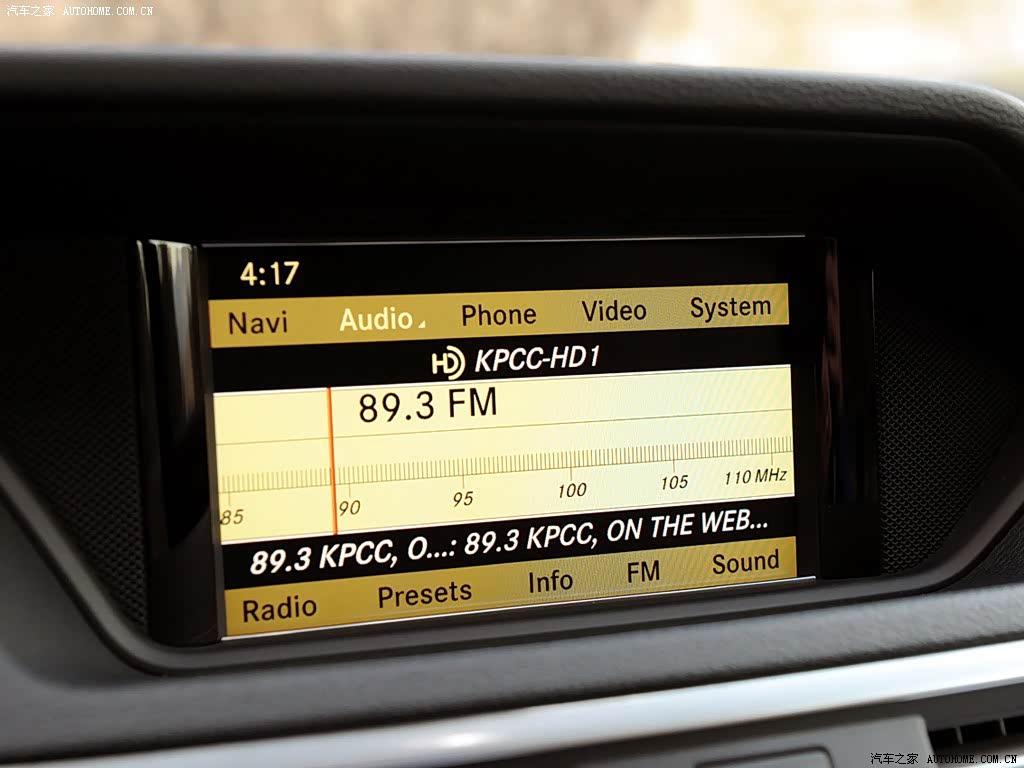 汽车之家 AUTOHOME.COM.CN
4:17
Navi Audio Phone Video System
HD KPCC-HD1
89.3 FM
85 90 95 100 105 110 MHz
89.3 KPCC, O...: 89.3 KPCC, ON THE WEB...
Radio Presets Info FM Sound
汽车之家 AUTOHOME.COM.CN